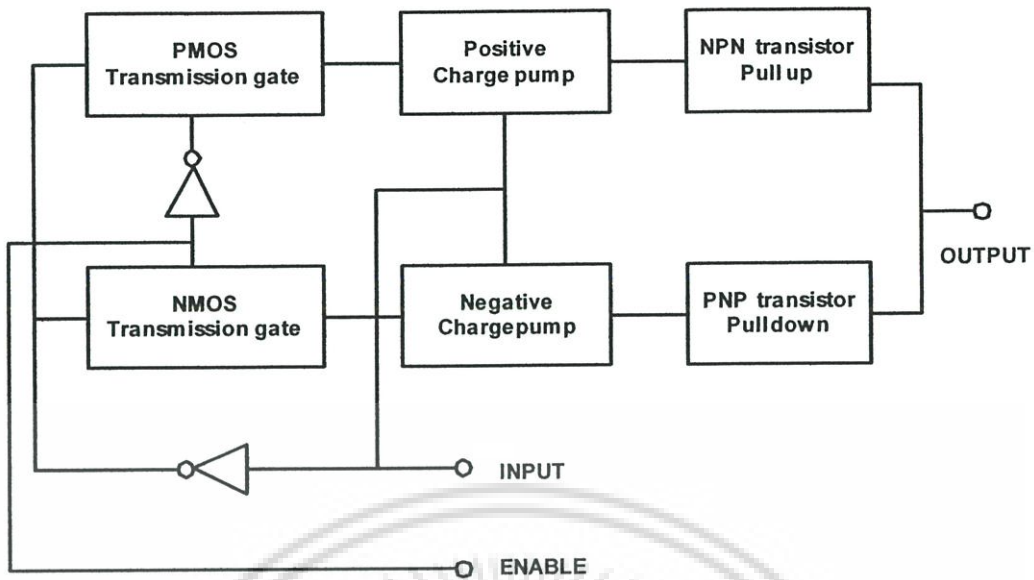 PMOS
Transmission gate
Positive
Charge pump
NPN transistor
Pull up
OUTPUT
NMOS
Transmission gate
Negative
Chargepump
PNP transistor
Pulldown
INPUT
ENABLE